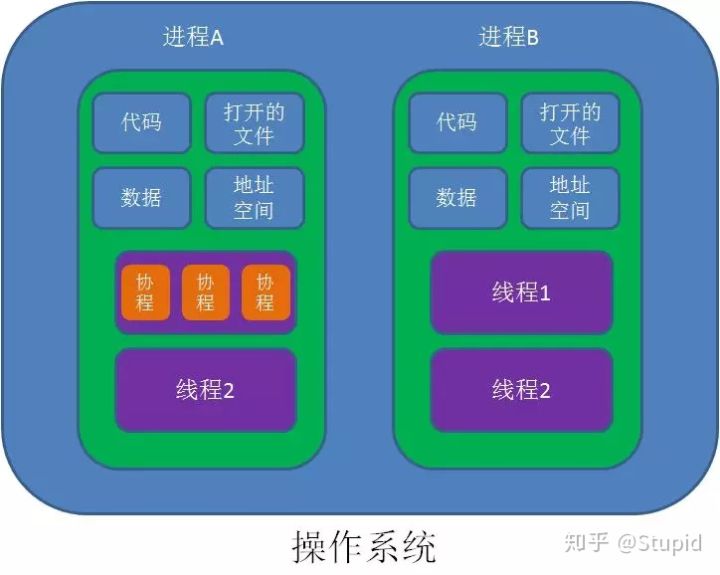 进程A
进程B
代码
打开的
文件
代码
打开的
文件
数据
地址
空间
数据
地址
空间
协
程
协
程
协
程
线程1
线程2
线程2
操作系统
知乎 @Stupid